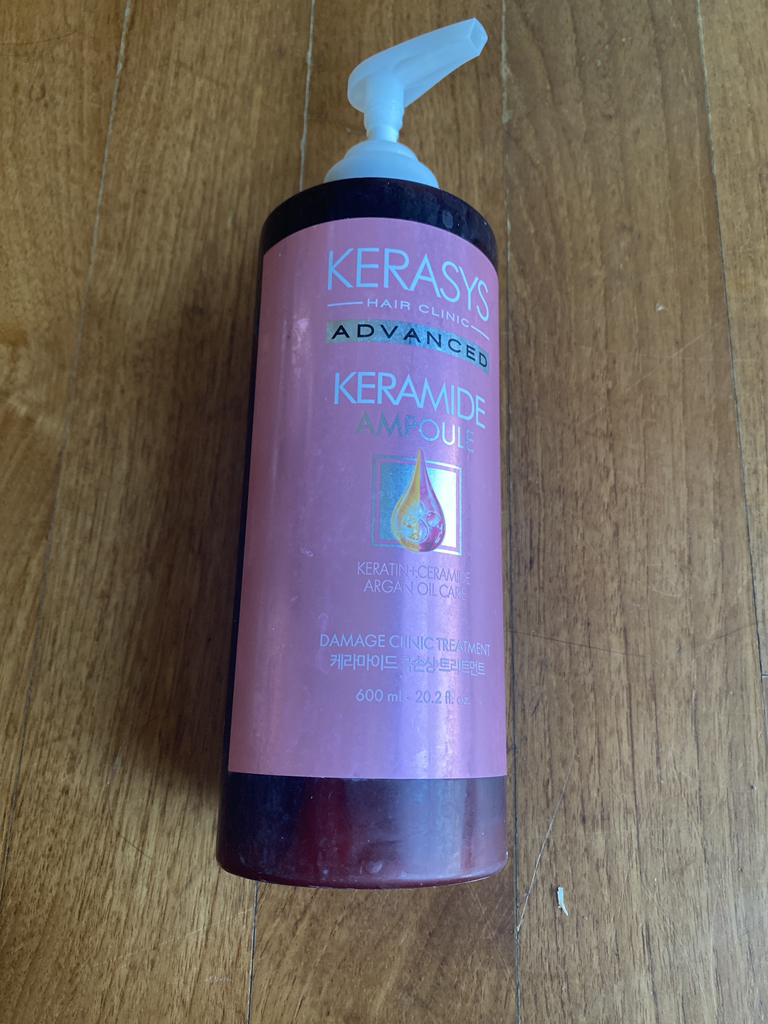 KERASYS
HAIR CLINIC
ADVANCED
KERAMIDE
AMPOULE
KERATIN+CERAMIDE
ARGAN OIL CARE
DAMAGE CLINIC TREATMENT
케라마이드 극손상 트리트먼트
600 ml - 20.2 fl. oz.